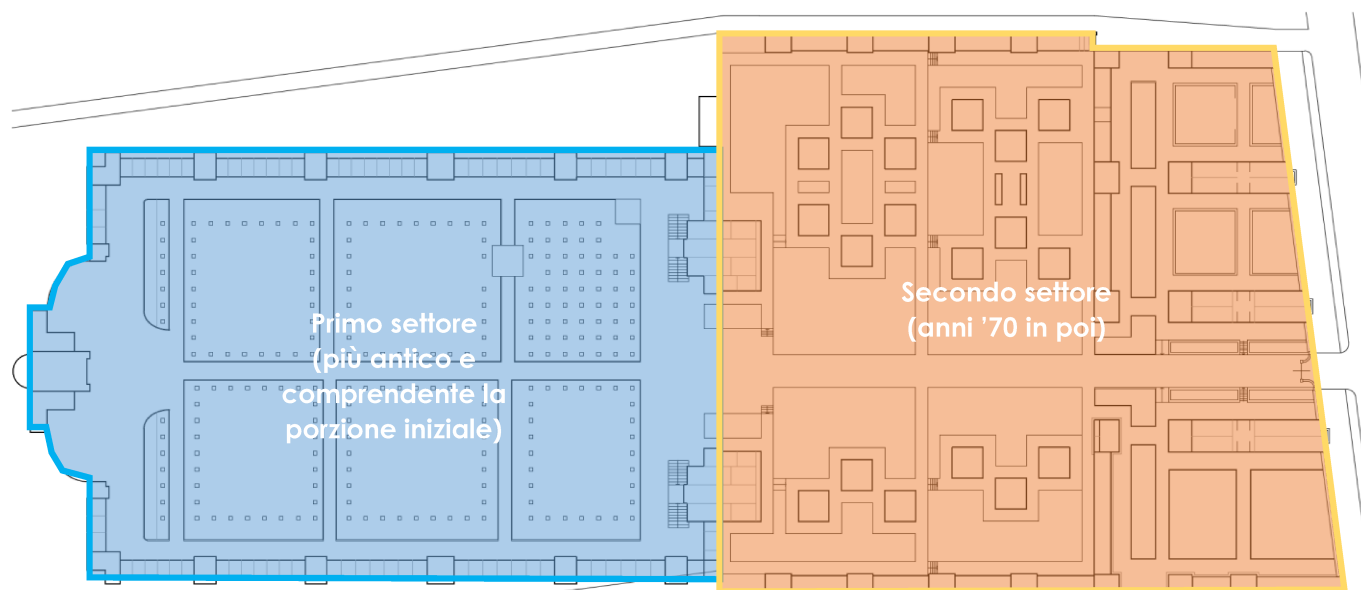 Primo settore
(più antico e
comprendente la
porzione iniziale)
Secondo settore
(anni ’70 in poi)